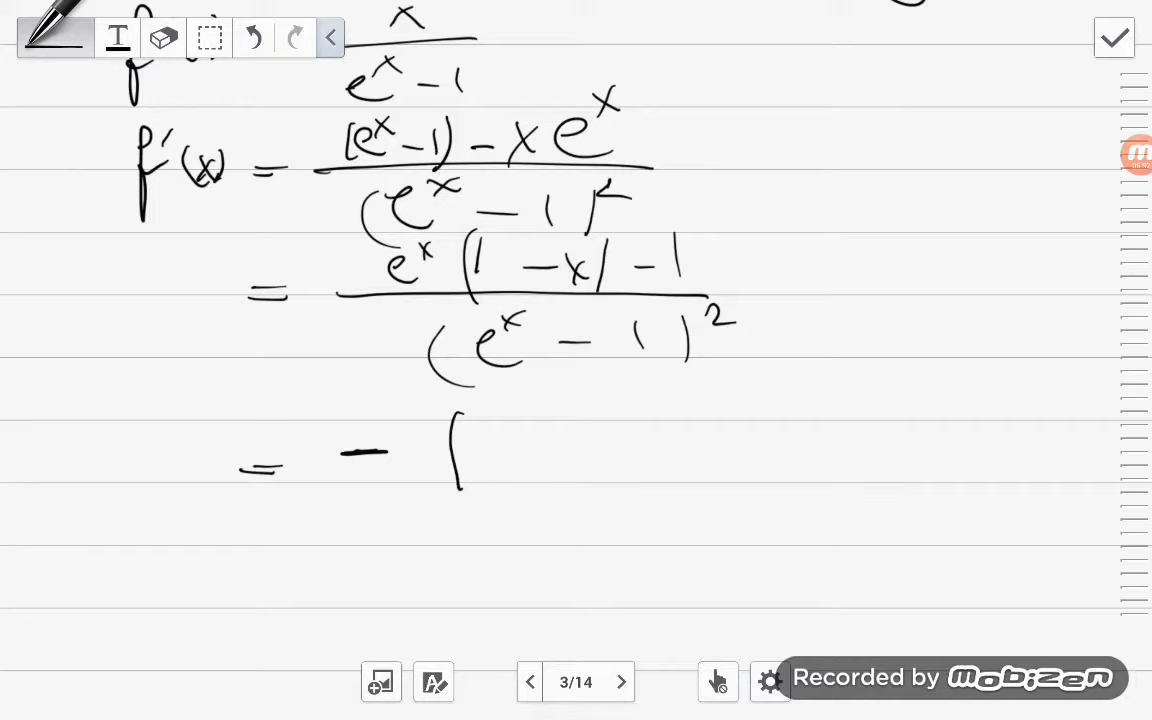 x
T
e^x - 1
f'(x) = (e^x - 1) - x e^x
(e^x - 1)^2
= e^x (1 - x) - 1
(e^x - 1)^2
= - (
3/14
Recorded by mobizen